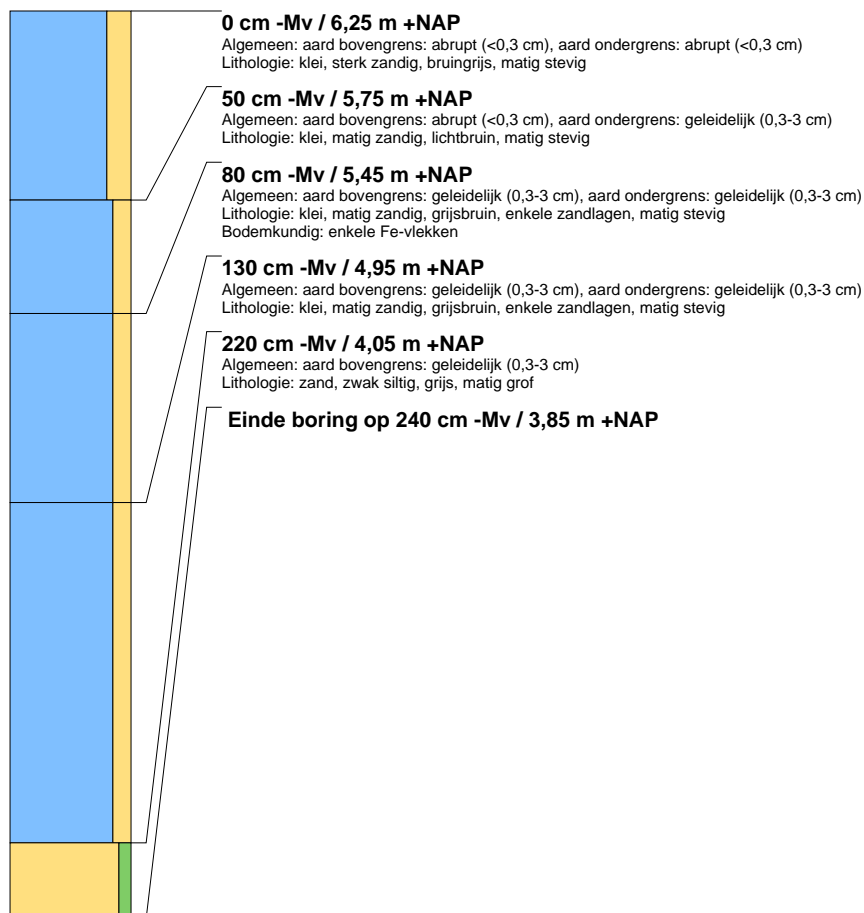 0 cm -Mv / 6,25 m +NAP
Algemeen: aard bovengrens: abrupt (<0,3 cm), aard ondergrens: abrupt (<0,3 cm)
Lithologie: klei, sterk zandig, bruingrijs, matig stevig
50 cm -Mv / 5,75 m +NAP
Algemeen: aard bovengrens: abrupt (<0,3 cm), aard ondergrens: geleidelijk (0,3-3 cm)
Lithologie: klei, matig zandig, lichtbruin, matig stevig
80 cm -Mv / 5,45 m +NAP
Algemeen: aard bovengrens: geleidelijk (0,3-3 cm), aard ondergrens: geleidelijk (0,3-3 cm)
Lithologie: klei, matig zandig, grijsbruin, enkele zandlagen, matig stevig
Bodemkundig: enkele Fe-vlekken
130 cm -Mv / 4,95 m +NAP
Algemeen: aard bovengrens: geleidelijk (0,3-3 cm), aard ondergrens: geleidelijk (0,3-3 cm)
Lithologie: klei, matig zandig, grijsbruin, enkele zandlagen, matig stevig
220 cm -Mv / 4,05 m +NAP
Algemeen: aard bovengrens: geleidelijk (0,3-3 cm)
Lithologie: zand, zwak siltig, grijs, matig grof
Einde boring op 240 cm -Mv / 3,85 m +NAP